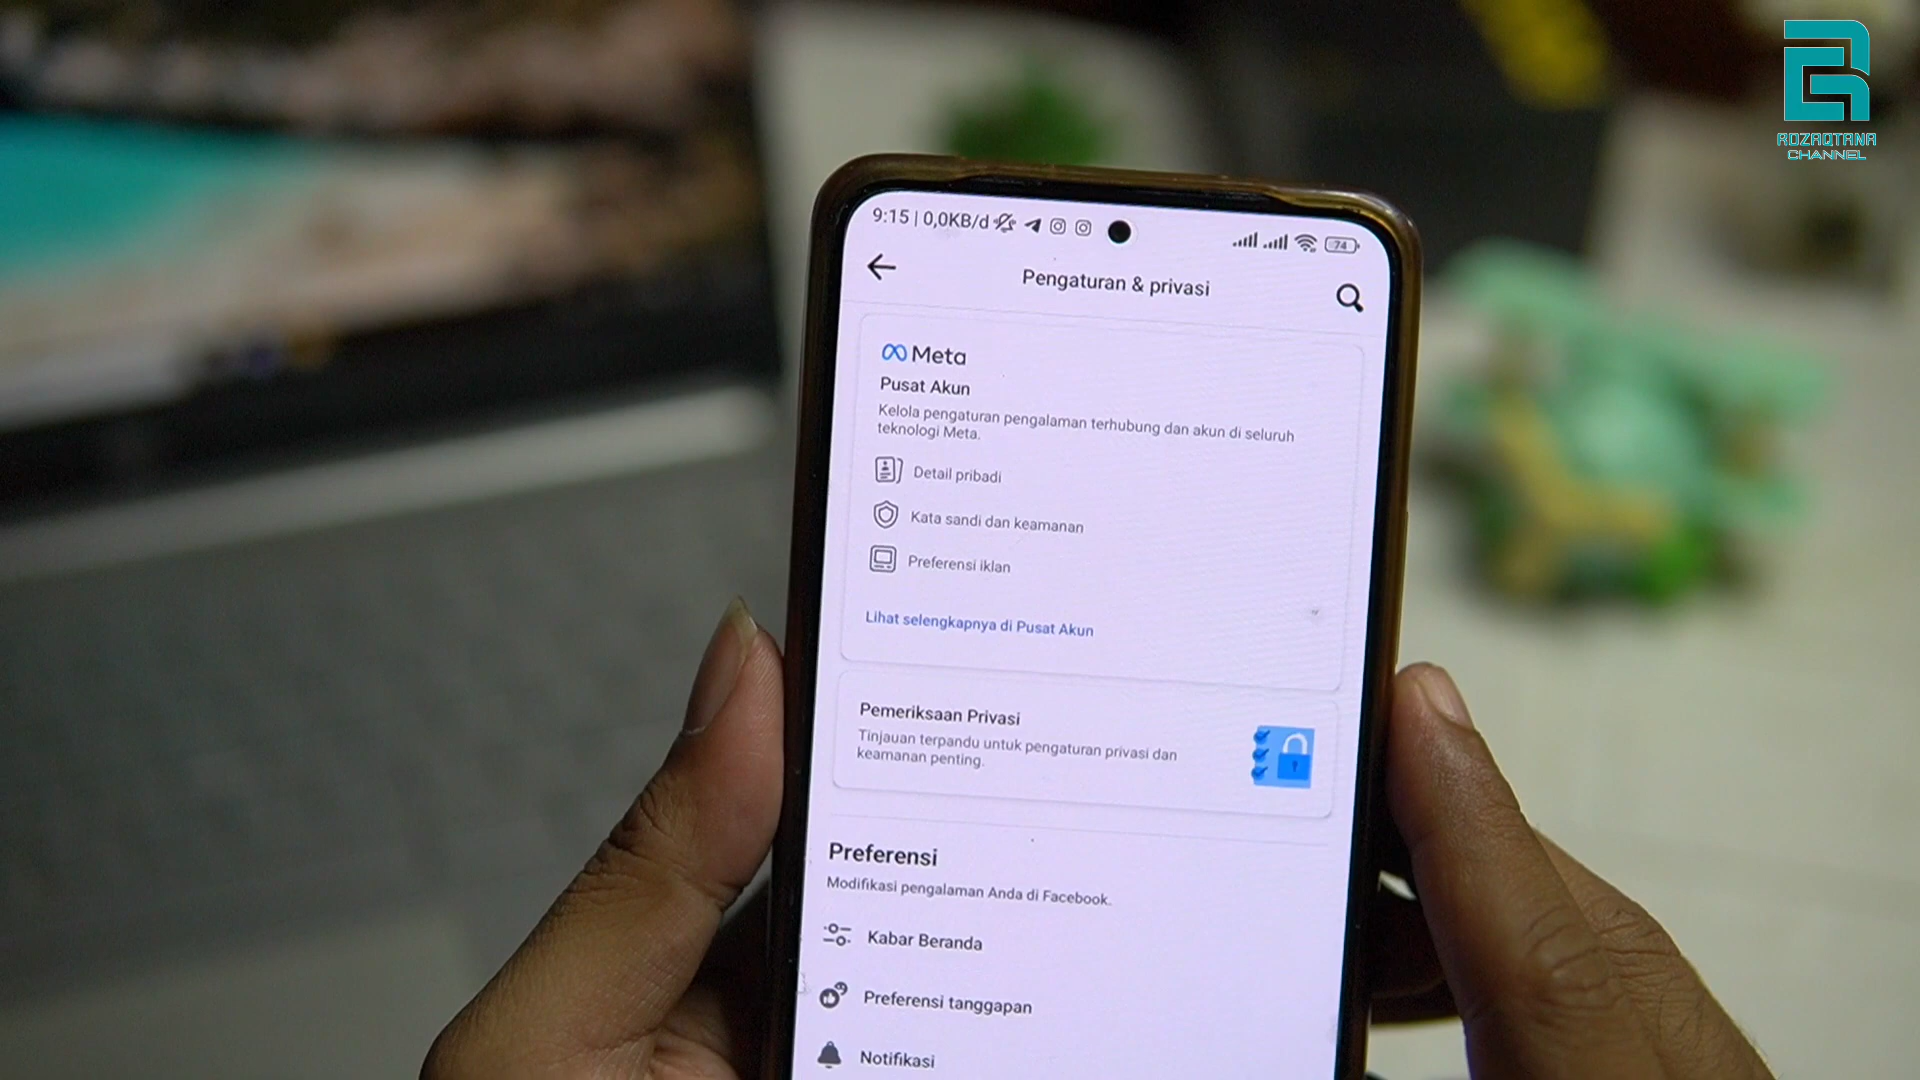 ROZAQTANA
CHANNEL
9:15 | 0,0KB/d
74
Pengaturan & privasi
Meta
Pusat Akun
Kelola pengaturan pengalaman terhubung dan akun di seluruh
teknologi Meta.
Detail pribadi
Kata sandi dan keamanan
Preferensi iklan
Lihat selengkapnya di Pusat Akun
Pemeriksaan Privasi
Tinjauan terpandu untuk pengaturan privasi dan
keamanan penting.
Preferensi
Modifikasi pengalaman Anda di Facebook.
Kabar Beranda
Preferensi tanggapan
Notifikasi